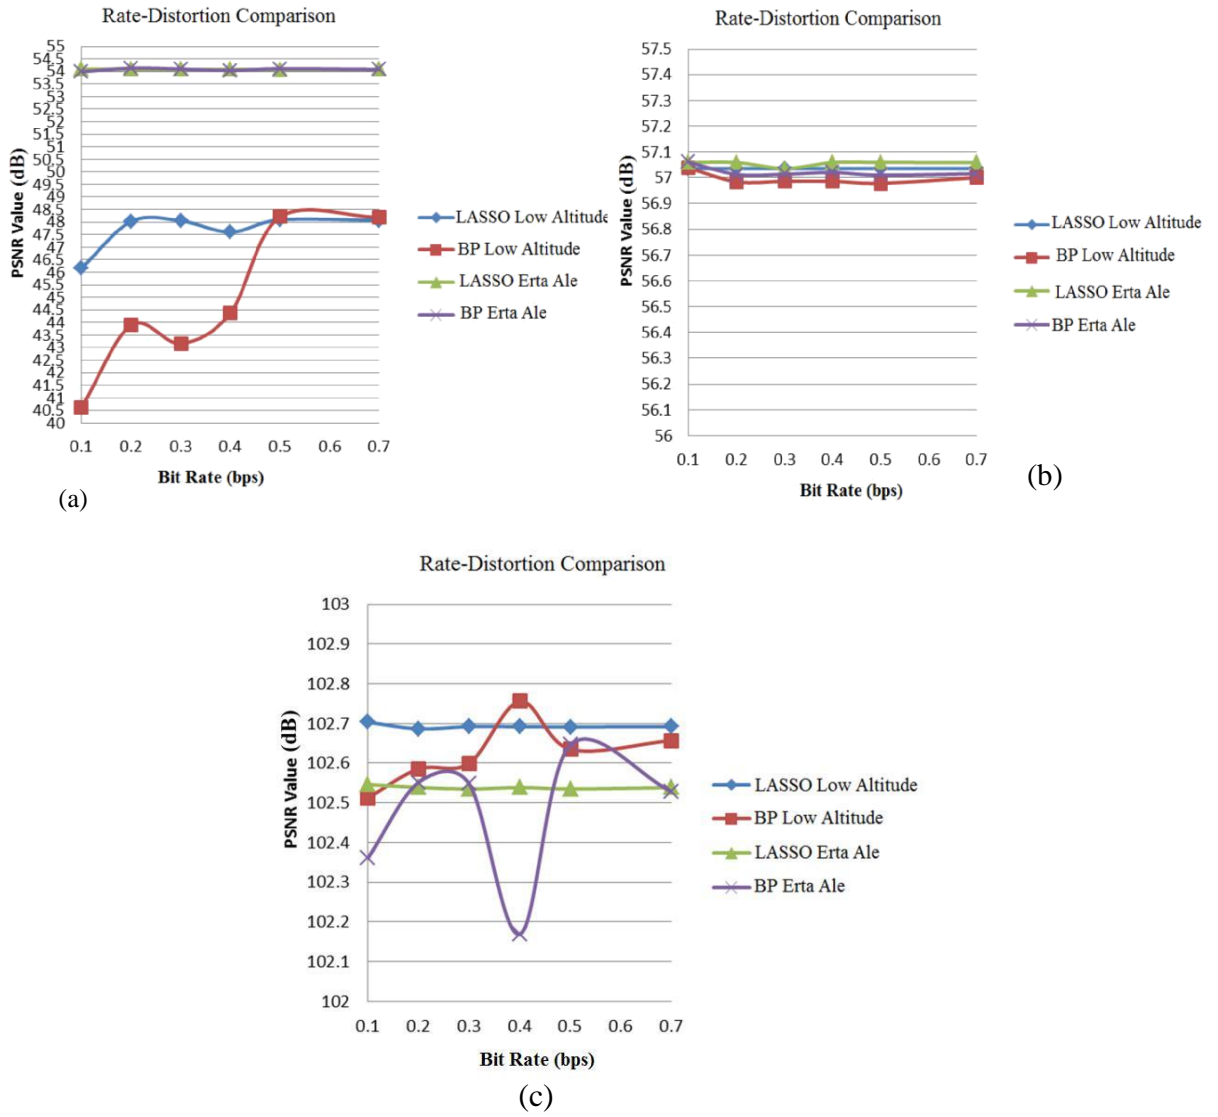 Rate-Distortion Comparison
55
54.5
54
53.5
53
52.5
52
51.5
51
50.5
50
49.5
49
48.5
48
47.5
47
46.5
46
45.5
45
44.5
44
43.5
43
42.5
42
41.5
41
40.5
40
PSNR Value (dB)
0.1 0.2 0.3 0.4 0.5 0.6 0.7
Bit Rate (bps)
LASSO Low Altitude
BP Low Altitude
LASSO Erta Ale
BP Erta Ale
(a)
Rate-Distortion Comparison
57.5
57.4
57.3
57.2
57.1
57
56.9
56.8
56.7
56.6
56.5
56.4
56.3
56.2
56.1
56
PSNR Value (dB)
0.1 0.2 0.3 0.4 0.5 0.6 0.7
Bit Rate (bps)
LASSO Low Altitude
BP Low Altitude
LASSO Erta Ale
BP Erta Ale
(b)
Rate-Distortion Comparison
103
102.9
102.8
102.7
102.6
102.5
102.4
102.3
102.2
102.1
102
PSNR Value (dB)
0.1 0.2 0.3 0.4 0.5 0.6 0.7
Bit Rate (bps)
LASSO Low Altitude
BP Low Altitude
LASSO Erta Ale
BP Erta Ale
(c)